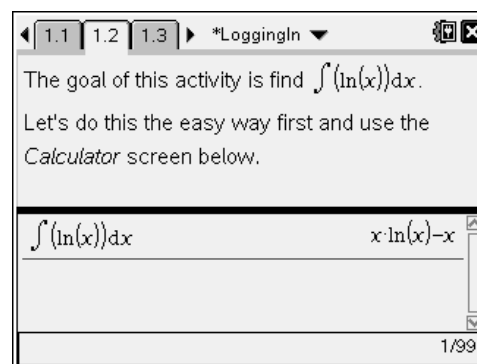 1.1 1.2 1.3 *LoggingIn
The goal of this activity is find ∫(ln(x))dx.
Let's do this the easy way first and use the
Calculator screen below.
∫(ln(x))dx x·ln(x)−x
1/99